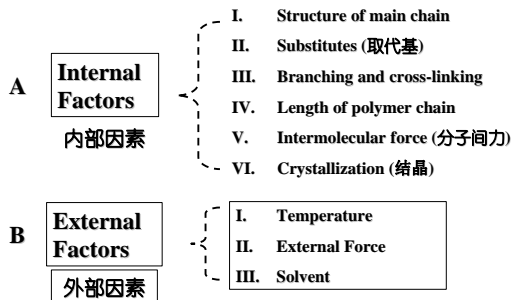 A
Internal
Factors
内部因素
I. Structure of main chain
II. Substitutes (取代基)
III. Branching and cross-linking
IV. Length of polymer chain
V. Intermolecular force (分子间力)
VI. Crystallization (结晶)
B
External
Factors
外部因素
I. Temperature
II. External Force
III. Solvent